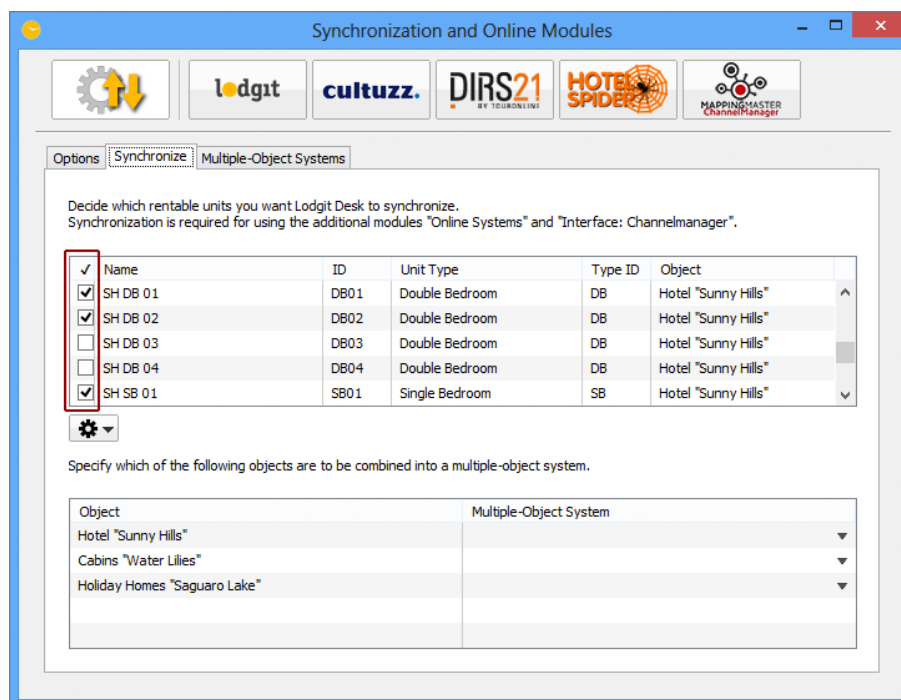 Synchronization and Online Modules
lodgit
cultuzz.
DIRS21
BY TOURONLINE
HOTEL
SPIDER
MAPPINGMASTER
ChannelManager
Options Synchronize Multiple-Object Systems
Decide which rentable units you want Lodgit Desk to synchronize.
Synchronization is required for using the additional modules "Online Systems" and "Interface: Channelmanager".
✓ Name ID Unit Type Type ID Object
SH DB 01 DB01 Double Bedroom DB Hotel "Sunny Hills"
SH DB 02 DB02 Double Bedroom DB Hotel "Sunny Hills"
SH DB 03 DB03 Double Bedroom DB Hotel "Sunny Hills"
SH DB 04 DB04 Double Bedroom DB Hotel "Sunny Hills"
SH SB 01 SB01 Single Bedroom SB Hotel "Sunny Hills"
Specify which of the following objects are to be combined into a multiple-object system.
Object Multiple-Object System
Hotel "Sunny Hills"
Cabins "Water Lilies"
Holiday Homes "Saguaro Lake"